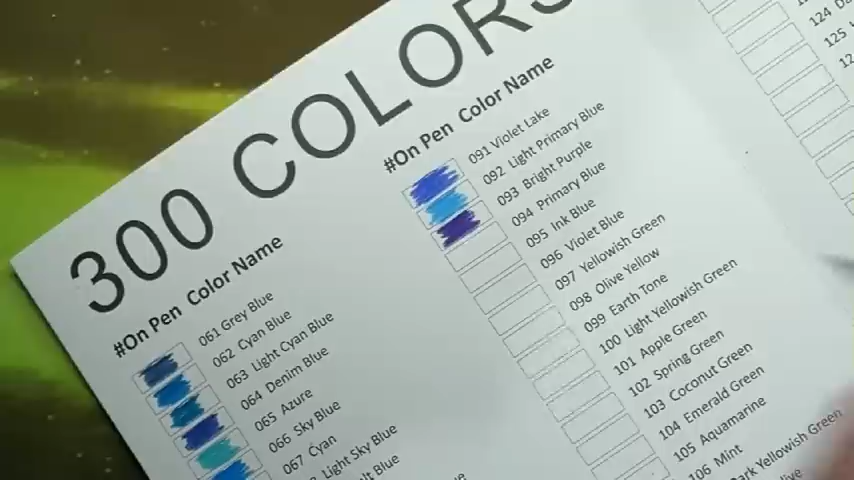 300 COLORS
#On Pen Color Name
061 Grey Blue
062 Cyan Blue
063 Light Cyan Blue
064 Denim Blue
065 Azure
066 Sky Blue
067 Cyan
Light Sky Blue
Blue
#On Pen Color Name
091 Violet Lake
092 Light Primary Blue
093 Bright Purple
094 Primary Blue
095 Ink Blue
096 Violet Blue
097 Yellowish Green
098 Olive Yellow
099 Earth Tone
100 Light Yellowish Green
101 Apple Green
102 Spring Green
103 Coconut Green
104 Emerald Green
105 Aquamarine
106 Mint
Dark Yellowish Green
124
125